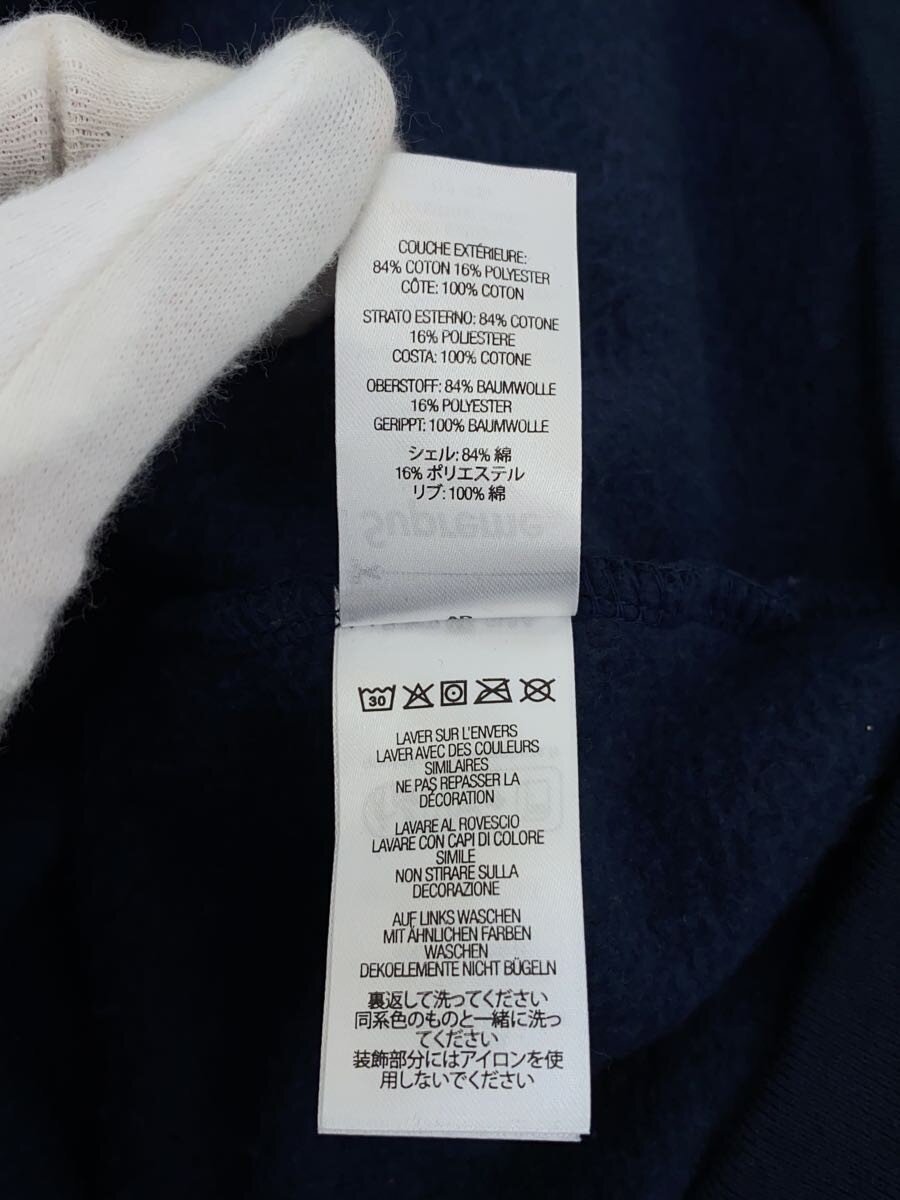 COUCHE EXTÉRIEURE:
84% COTON 16% POLYESTER
CÔTE: 100% COTON
STRATO ESTERNO: 84% COTONE
16% POLIESTERE
COSTA: 100% COTONE
OBERSTOFF: 84% BAUMWOLLE
16% POLYESTER
GERIPPT: 100% BAUMWOLLE
シェル: 84% 綿
16% ポリエステル
リブ: 100% 綿
Supreme
30
LAVER SUR L'ENVERS
LAVER AVEC DES COULEURS
SIMILAIRES
NE PAS REPASSER LA
DÉCORATION
LAVARE AL ROVESCIO
LAVARE CON CAPI DI COLORE
SIMILE
NON STIRARE SULLA
DECORAZIONE
AUF LINKS WASCHEN
MIT ÄHNLICHEN FARBEN
WASCHEN
DEKOELEMENTE NICHT BÜGELN
裏返して洗ってください
同系色のものと一緒に洗っ
てください
装飾部分にはアイロンを使
用しないでください